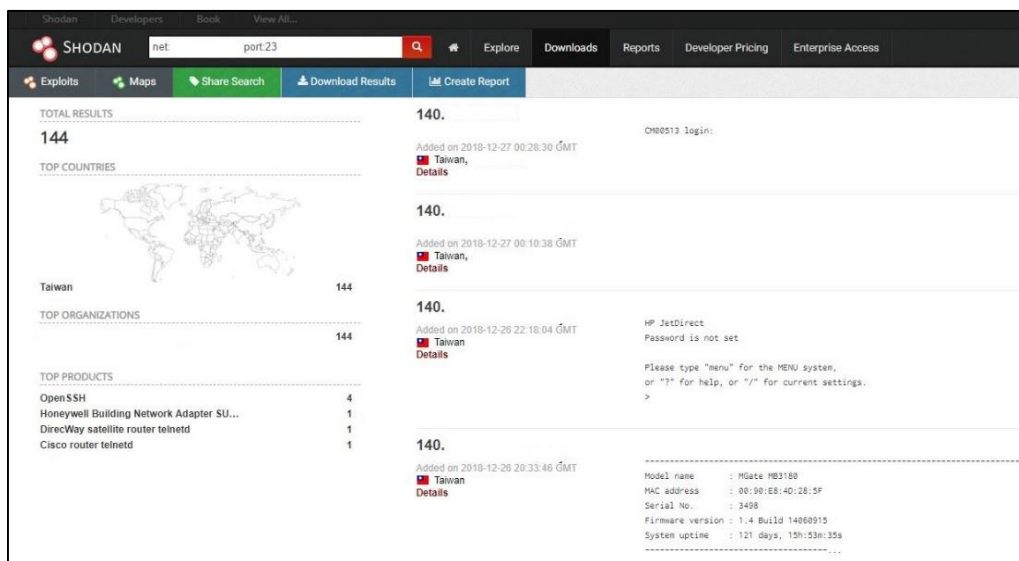 Shodan Developers Book View All...
SHODAN net: port:23 Explore Downloads Reports Developer Pricing Enterprise Access
Exploits Maps Share Search Download Results Create Report
TOTAL RESULTS
144
TOP COUNTRIES
Taiwan 144
TOP ORGANIZATIONS
144
TOP PRODUCTS
OpenSSH 4
Honeywell Building Network Adapter SU... 1
DirecWay satellite router telnetd 1
Cisco router telnetd 1
140.
Added on 2018-12-27 00:28:30 GMT
Taiwan,
Details
CM00513 login:
140.
Added on 2018-12-27 00:10:38 GMT
Taiwan,
Details
140.
Added on 2018-12-26 22:18:04 GMT
Taiwan
Details
HP JetDirect
Password is not set
Please type "menu" for the MENU system,
or "?" for help, or "/" for current settings.
>
140.
Added on 2018-12-26 20:33:46 GMT
Taiwan
Details
Model name : MGate MB3180
MAC address : 00:90:E8:4D:28:5F
Serial No. : 3498
Firmware version : 1.4 Build 14060915
System uptime : 121 days, 15h:53m:35s
---------------------------------------...